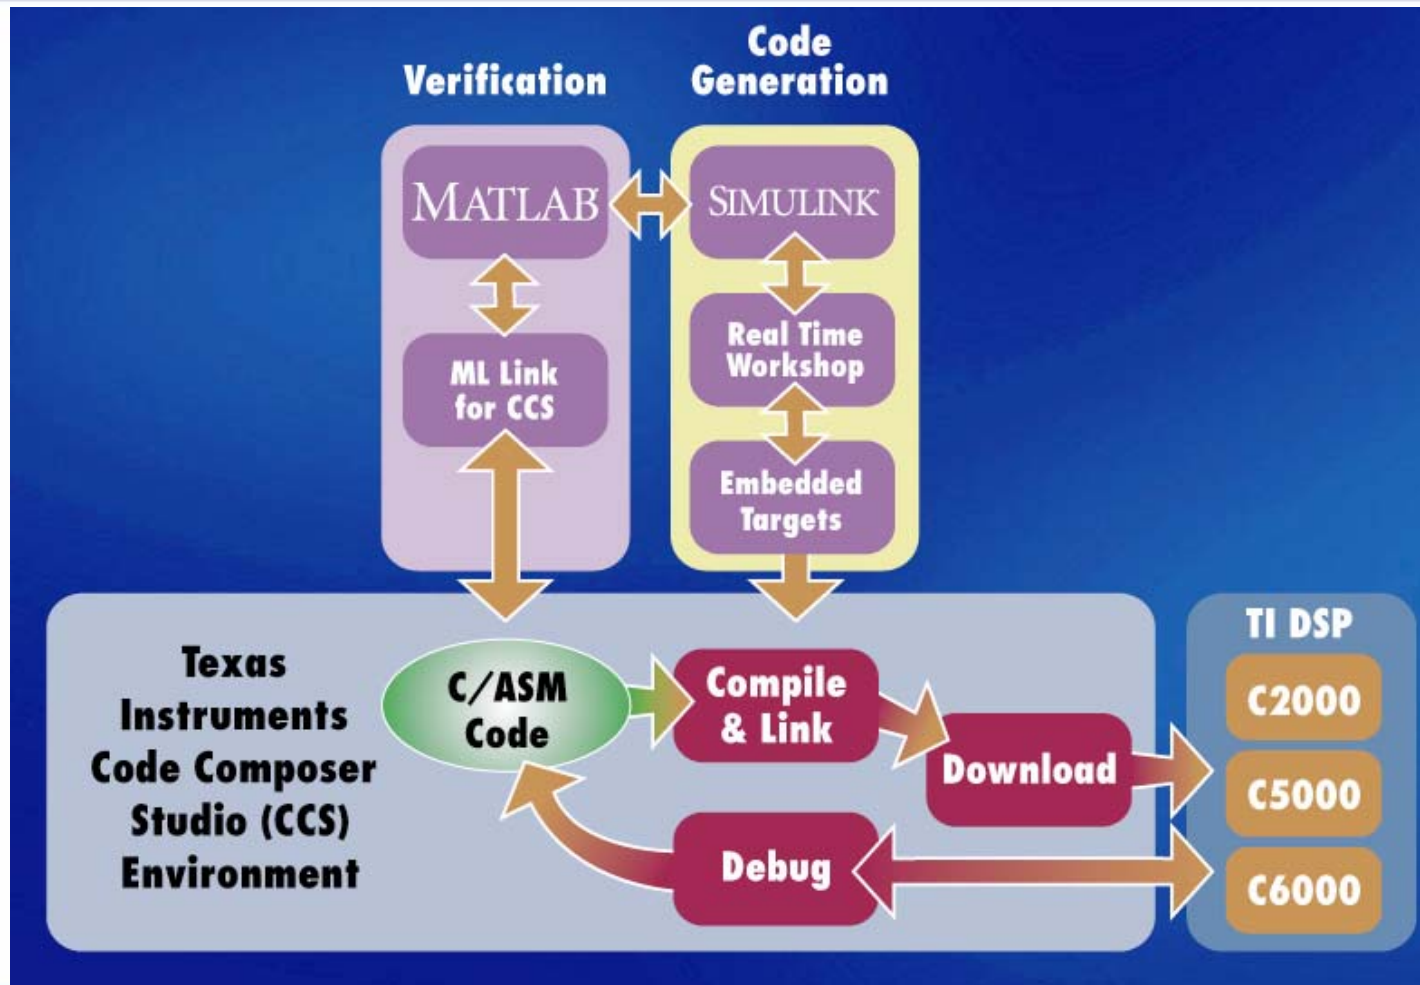 Verification
Code
Generation
MATLAB
SIMULINK
ML Link
for CCS
Real Time
Workshop
Embedded
Targets
Texas
Instruments
Code Composer
Studio (CCS)
Environment
C/ASM
Code
Compile
& Link
Download
Debug
TI DSP
C2000
C5000
C6000